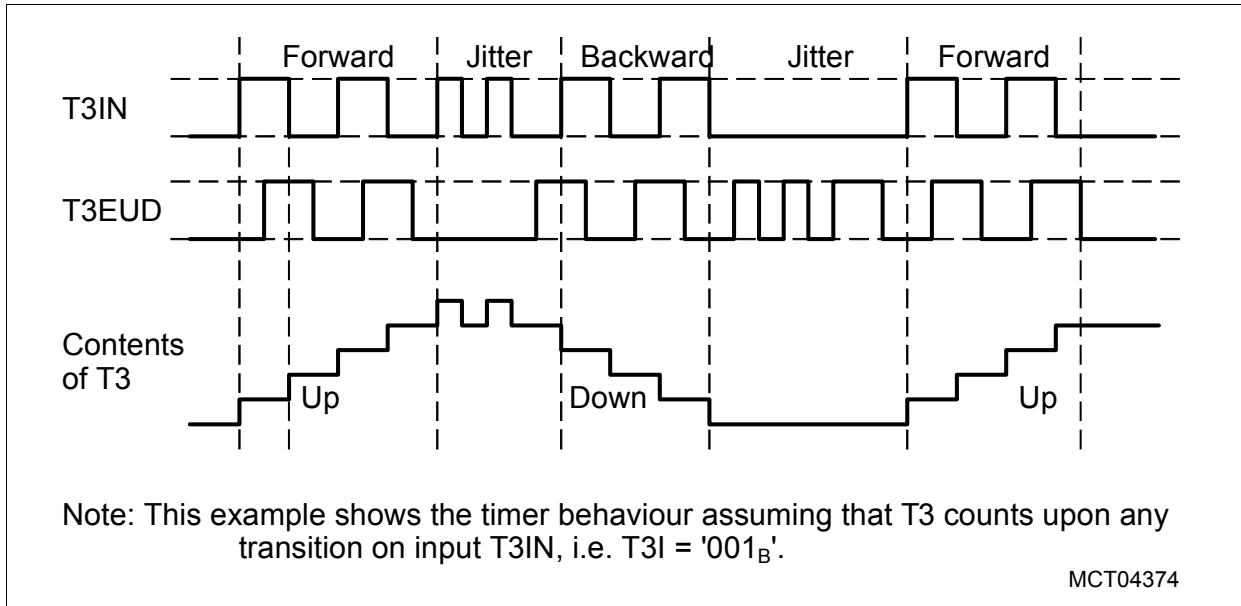 Forward Jitter Backward Jitter Forward
T3IN
T3EUD
Contents
of T3
Up Down Up
Note: This example shows the timer behaviour assuming that T3 counts upon any
transition on input T3IN, i.e. T3I = '001B'.
MCT04374